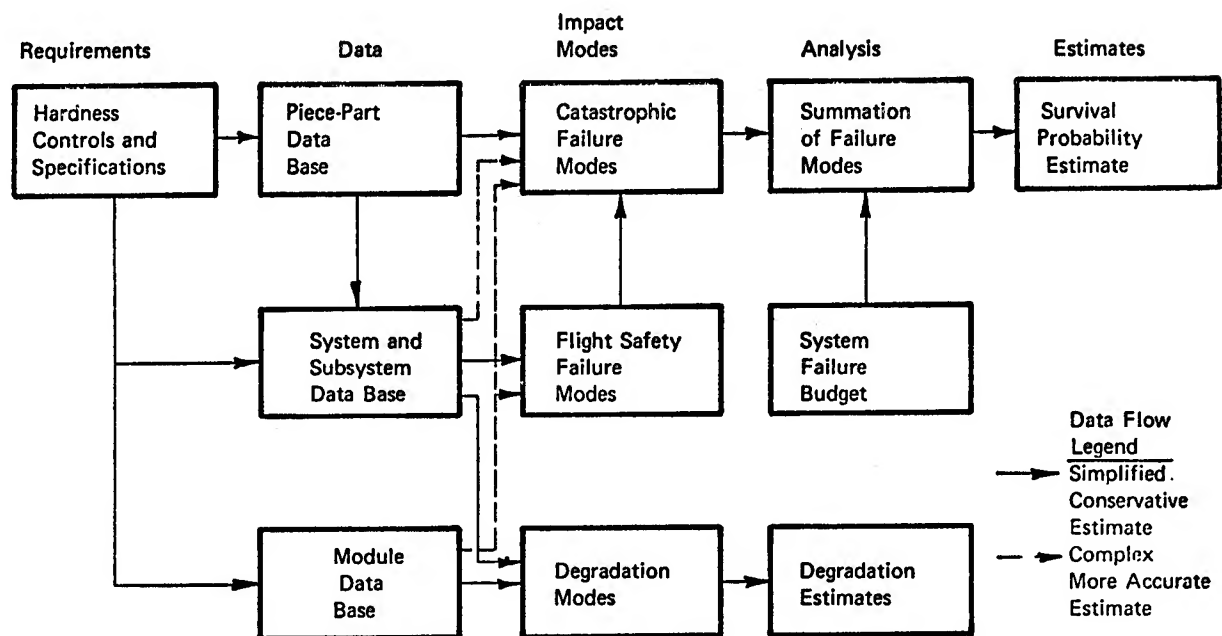 Requirements
Data
Impact
Modes
Analysis
Estimates
Hardness
Controls and
Specifications
Piece-Part
Data
Base
Catastrophic
Failure
Modes
Summation
of Failure
Modes
Survival
Probability
Estimate
System and
Subsystem
Data Base
Flight Safety
Failure
Modes
System
Failure
Budget
Module
Data
Base
Degradation
Modes
Degradation
Estimates
Data Flow
Legend
Simplified.
Conservative
Estimate
Complex
More Accurate
Estimate